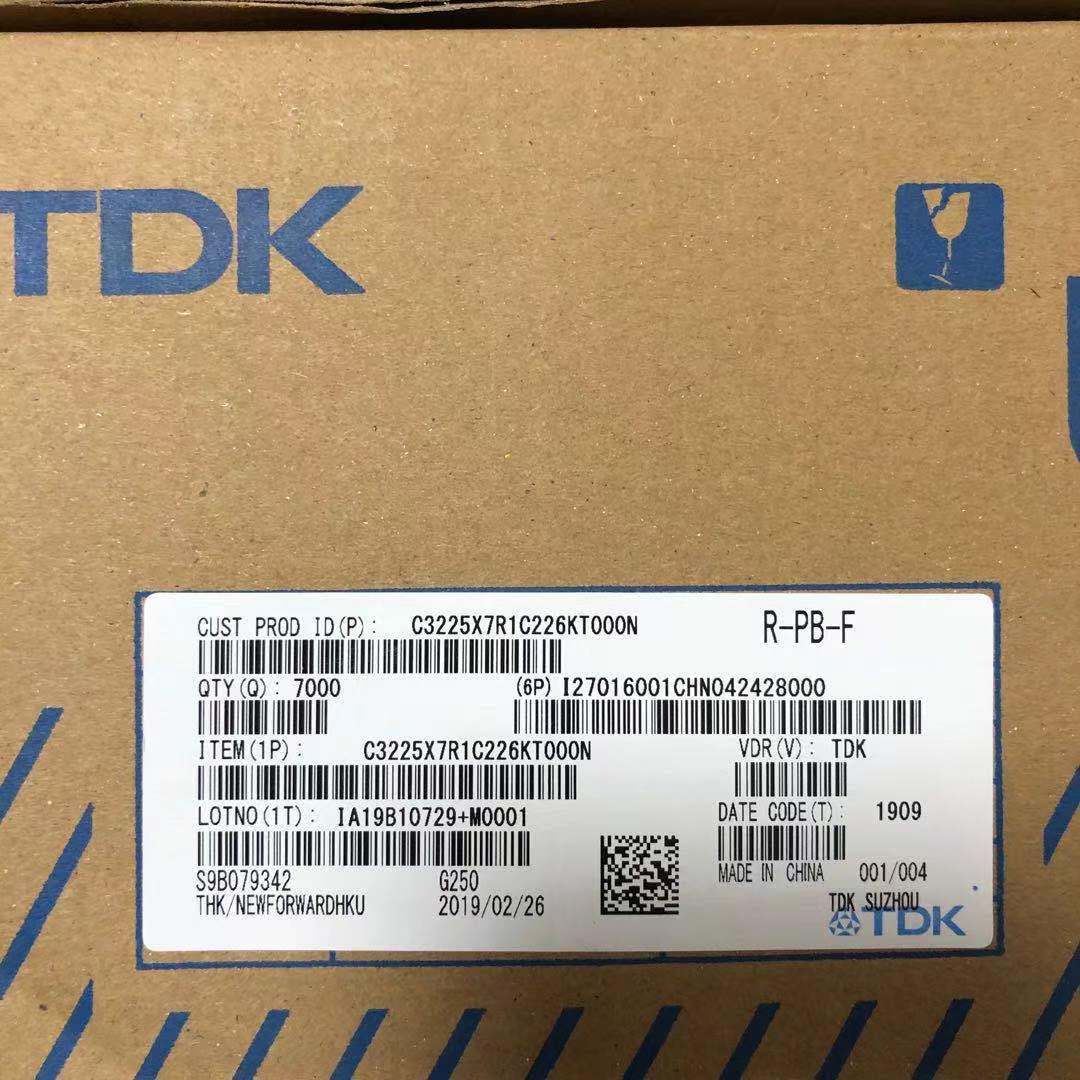 TDK
CUST PROD ID(P): C3225X7R1C226KT000N R-PB-F
QTY(Q): 7000 (6P) I27016001CHN042428000
ITEM(1P): C3225X7R1C226KT000N VDR(V): TDK
LOTNO(1T): IA19B10729+M0001 DATE CODE(T): 1909
S9B079342 G250 MADE IN CHINA 001/004
THK/NEWFORWARDHKU 2019/02/26 TDK SUZHOU
TDK